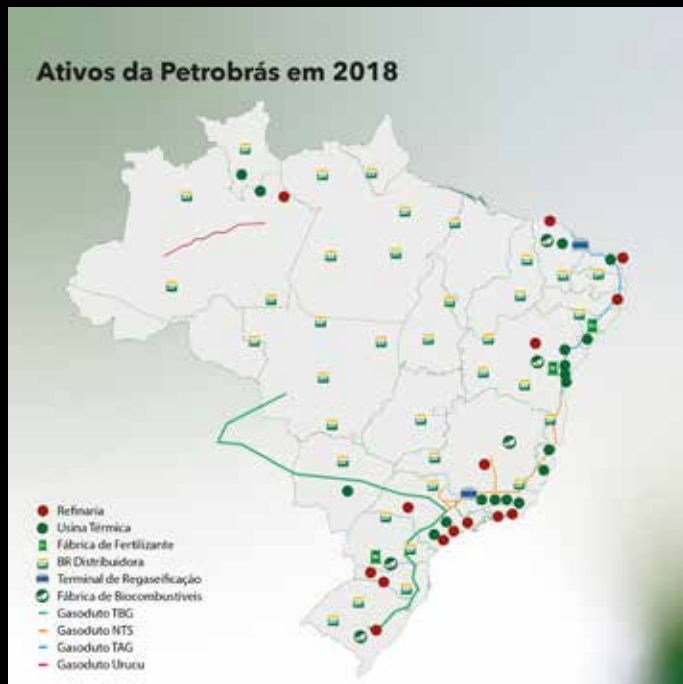 Ativos da Petrobrás em 2018
Refinaria
Usina Térmica
Fábrica de Fertilizante
BR Distribuidora
Terminal de Regaseificação
Fábrica de Biocombustíveis
Gasoduto TBG
Gasoduto NTS
Gasoduto TAG
Gasoduto Urucu